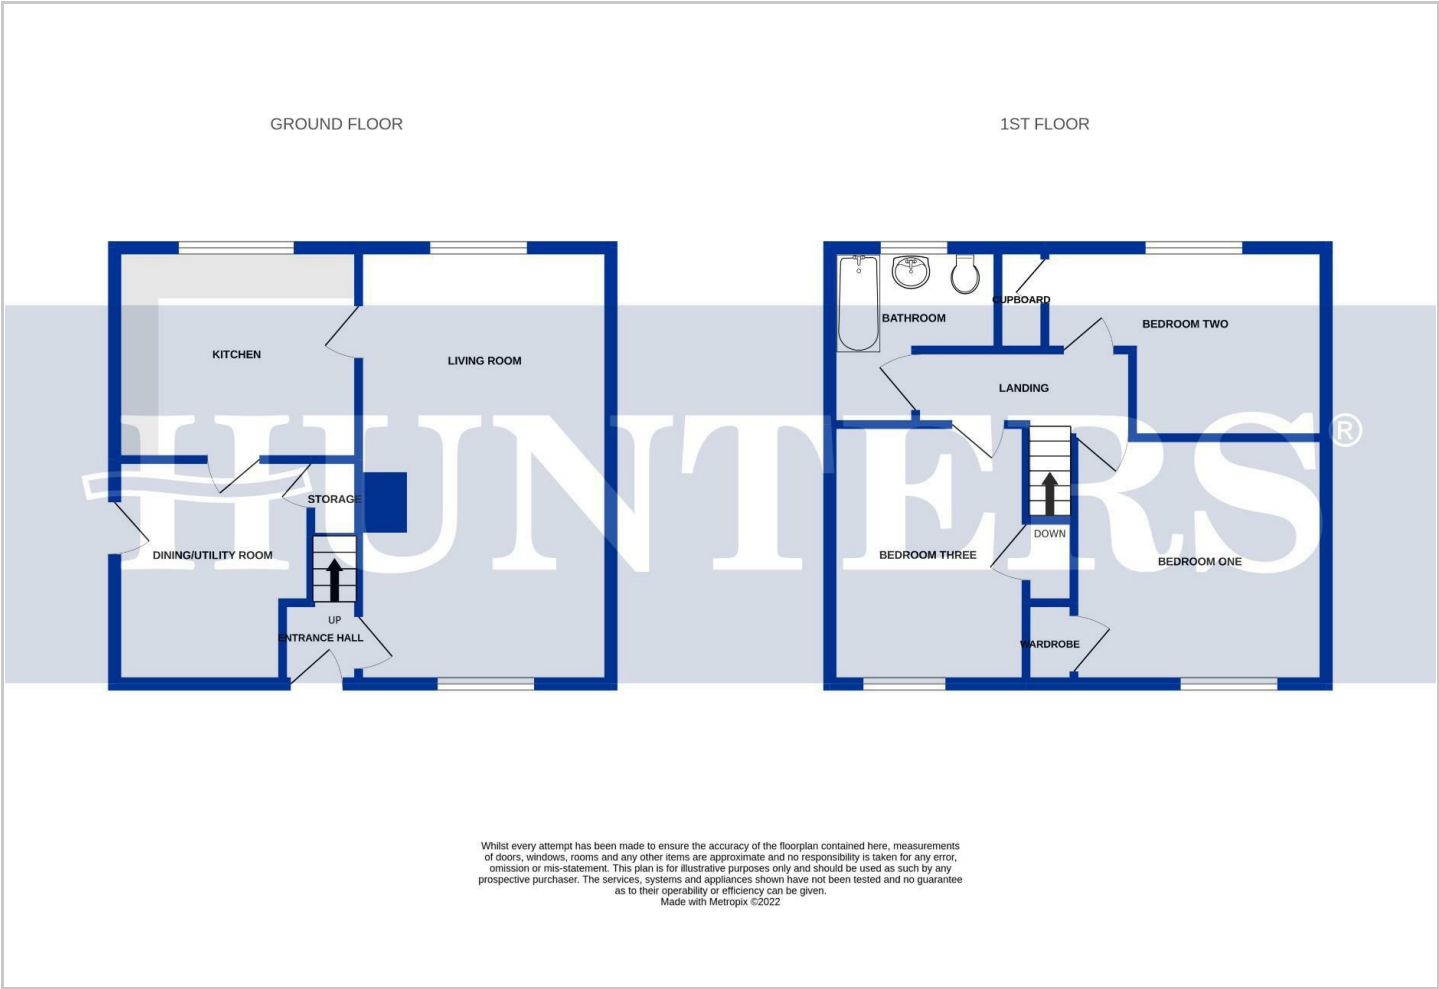 GROUND FLOOR
1ST FLOOR
KITCHEN
LIVING ROOM
STORAGE
DINING/UTILITY ROOM
UP
ENTRANCE HALL
BATHROOM
CUPBOARD
BEDROOM TWO
LANDING
DOWN
BEDROOM THREE
BEDROOM ONE
WARDROBE
HUNTERS®
Whilst every attempt has been made to ensure the accuracy of the floorplan contained here, measurements
of doors, windows, rooms and any other items are approximate and no responsibility is taken for any error,
omission or mis-statement. This plan is for illustrative purposes only and should be used as such by any
prospective purchaser. The services, systems and appliances shown have not been tested and no guarantee
as to their operability or efficiency can be given.
Made with Metropix ©2022